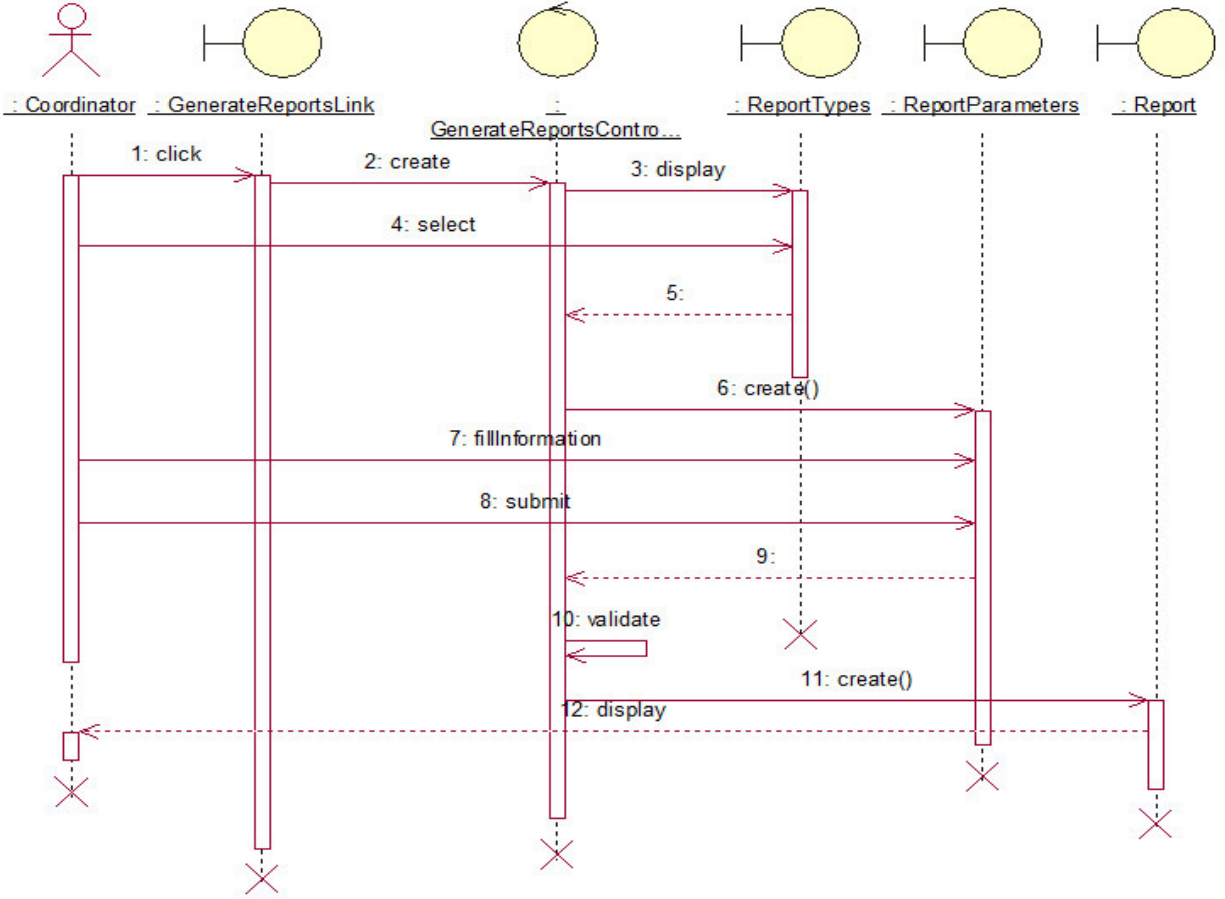 : Coordinator
: GenerateReportsLink
:
GenerateReportsContro...
: ReportTypes
: ReportParameters
: Report
1: click
2: create
3: display
4: select
5:
6: create()
7: fillInformation
8: submit
9:
10: validate
11: create()
12: display